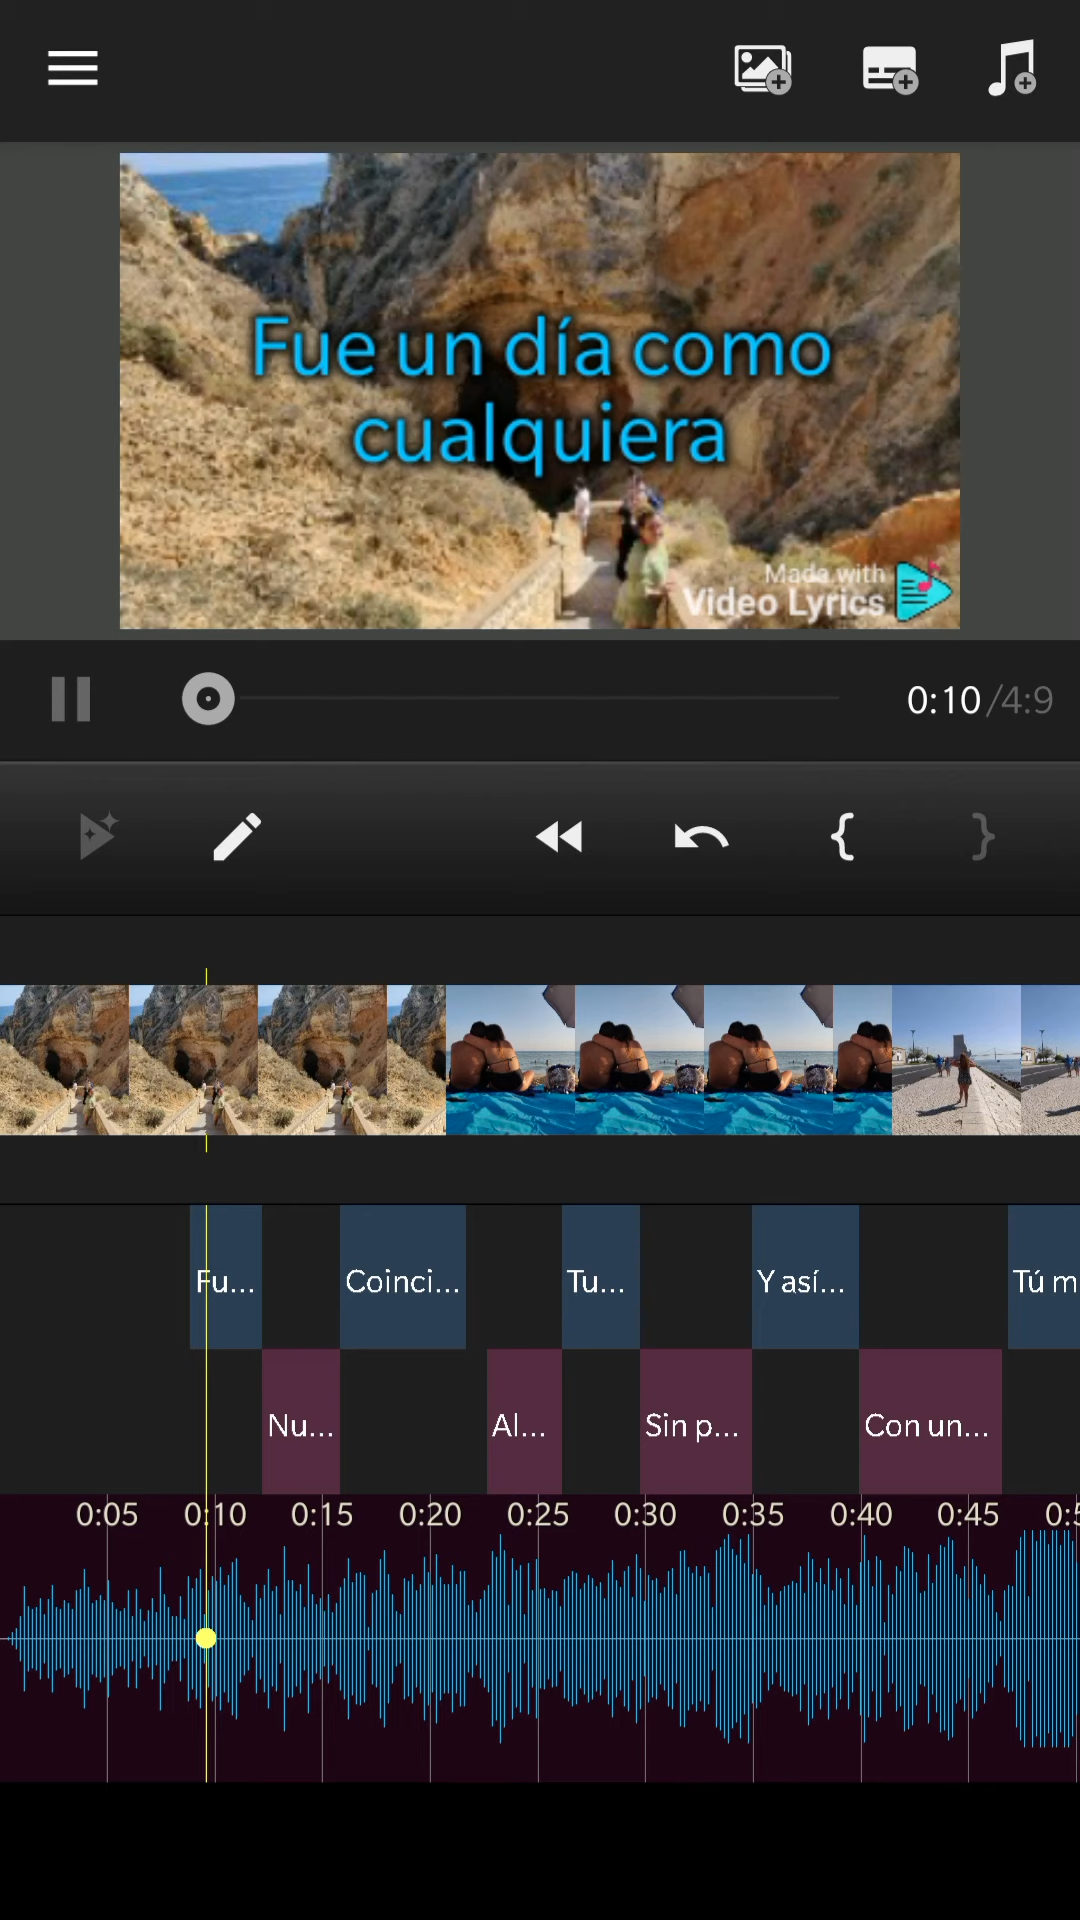 Fue un día como
cualquiera
Made with
Video Lyrics
0:10/4:9
Fu... Coinci... Tu... Y así... Tú m
Nu... Al... Sin p... Con un...
0:05 0:10 0:15 0:20 0:25 0:30 0:35 0:40 0:45 0:5